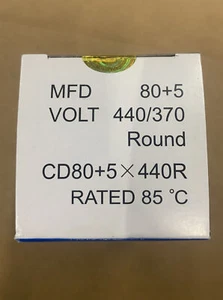 MFD 80+5
VOLT 440/370
Round
CD80+5×440R
RATED 85 ℃